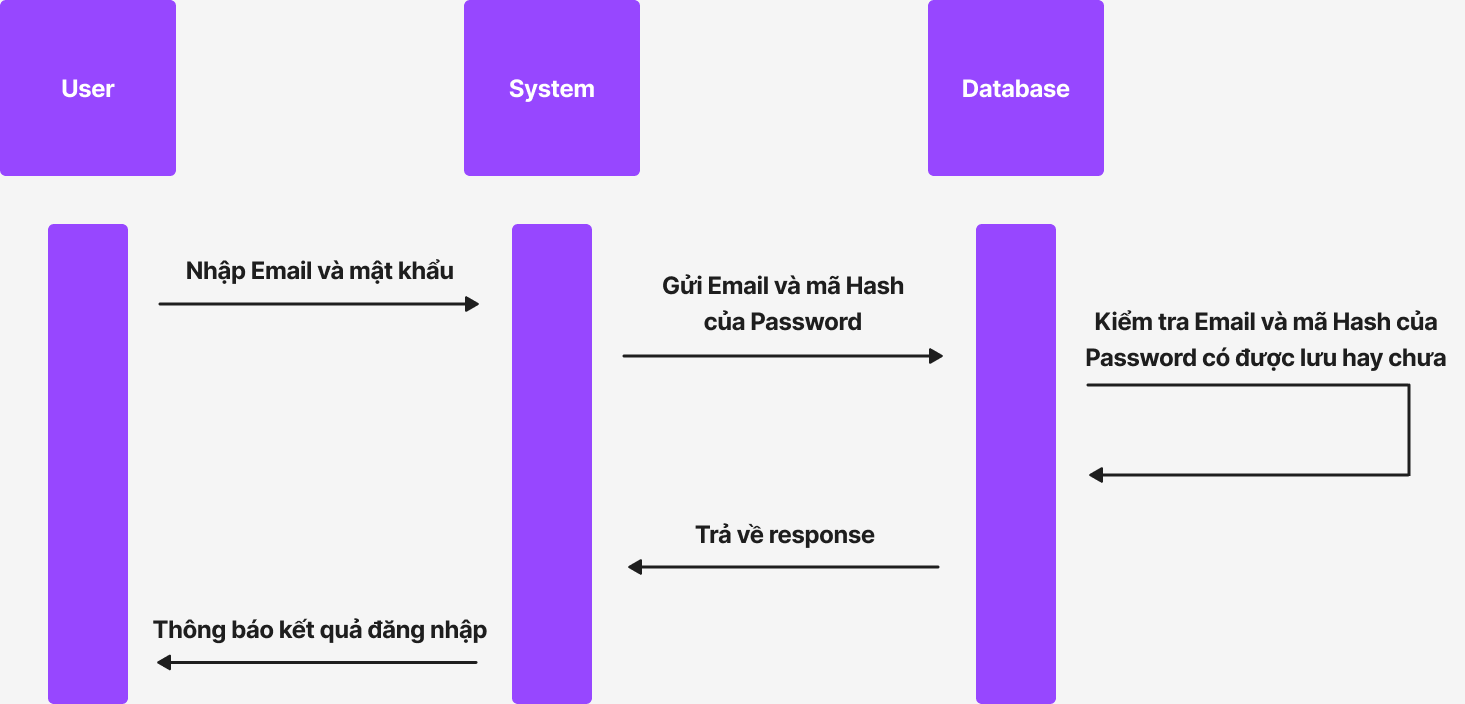 User
System
Database
Nhập Email và mật khẩu
Gửi Email và mã Hash
của Password
Kiểm tra Email và mã Hash của
Password có được lưu hay chưa
Trả về response
Thông báo kết quả đăng nhập